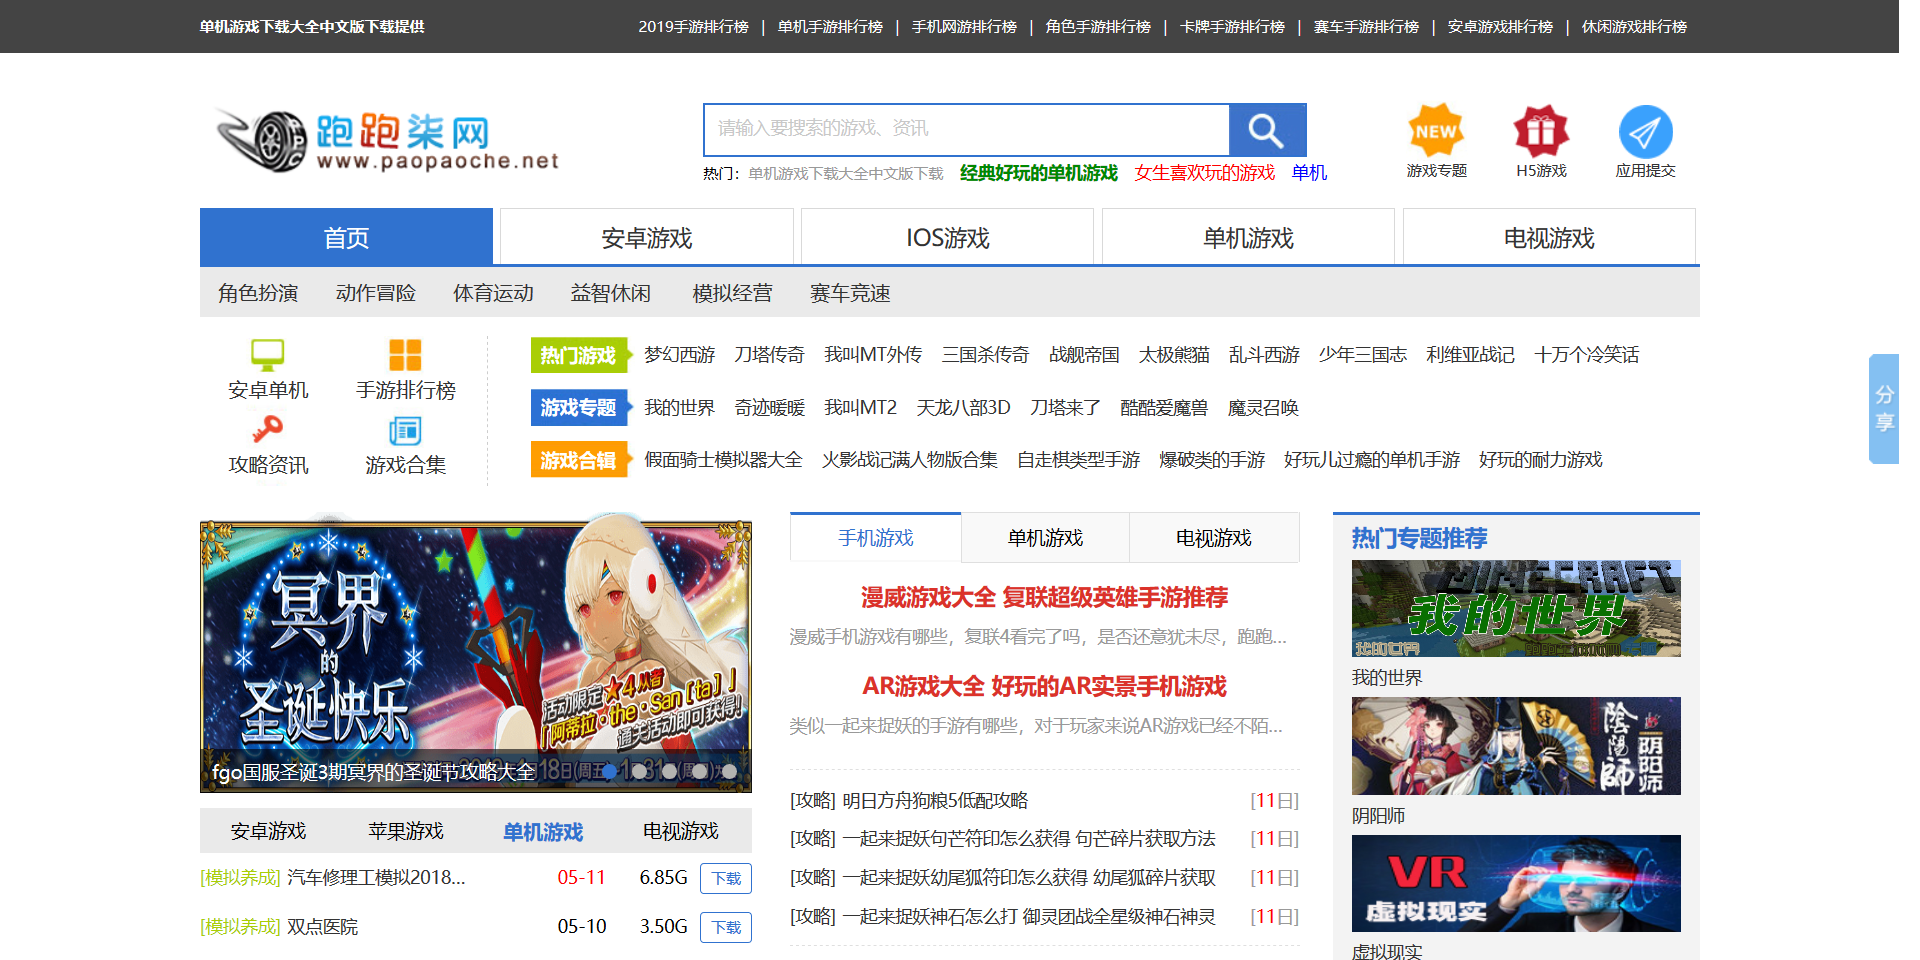 单机游戏下载大全中文版下载提供
2019手游排行榜 | 单机手游排行榜 | 手机网游排行榜 | 角色手游排行榜 | 卡牌手游排行榜 | 赛车手游排行榜 | 安卓游戏排行榜 | 休闲游戏排行榜
跑跑柒网
www.paopaoche.net
请输入要搜索的游戏、资讯
热门: 单机游戏下载大全中文版下载 经典好玩的单机游戏 女生喜欢玩的游戏 单机
NEW
游戏专题 H5游戏 应用提交
首页 安卓游戏 IOS游戏 单机游戏 电视游戏
角色扮演 动作冒险 体育运动 益智休闲 模拟经营 赛车竞速
安卓单机 手游排行榜
攻略资讯 游戏合集
热门游戏 梦幻西游 刀塔传奇 我叫MT外传 三国杀传奇 战舰帝国 太极熊猫 乱斗西游 少年三国志 利维亚战记 十万个冷笑话
游戏专题 我的世界 奇迹暖暖 我叫MT2 天龙八部3D 刀塔来了 酷酷爱魔兽 魔灵召唤
游戏合辑 假面骑士模拟器大全 火影战记满人物版合集 自走棋类型手游 爆破类的手游 好玩儿过瘾的单机手游 好玩的耐力游戏
分享
冥界
的
圣诞快乐
活动限定★4从者
「阿蒂拉·the·San〔ta〕」
通关活动即可获得!
fgo国服圣诞3期冥界的圣诞节攻略大全
安卓游戏 苹果游戏 单机游戏 电视游戏
[模拟养成] 汽车修理工模拟2018... 05-11 6.85G 下载
[模拟养成] 双点医院 05-10 3.50G 下载
手机游戏 单机游戏 电视游戏
漫威游戏大全 复联超级英雄手游推荐
漫威手机游戏有哪些，复联4看完了吗，是否还意犹未尽，跑跑...
AR游戏大全 好玩的AR实景手机游戏
类似一起来捉妖的手游有哪些，对于玩家来说AR游戏已经不陌...
[攻略] 明日方舟狗粮5低配攻略 [11日]
[攻略] 一起来捉妖句芒符印怎么获得 句芒碎片获取方法 [11日]
[攻略] 一起来捉妖幼尾狐符印怎么获得 幼尾狐碎片获取 [11日]
[攻略] 一起来捉妖神石怎么打 御灵团战全星级神石神灵 [11日]
热门专题推荐
MINECRAFT
我的世界
我的世界
我的世界
陰陽師
阴阳师
阴阳师
VR
虚拟现实
虚拟现实